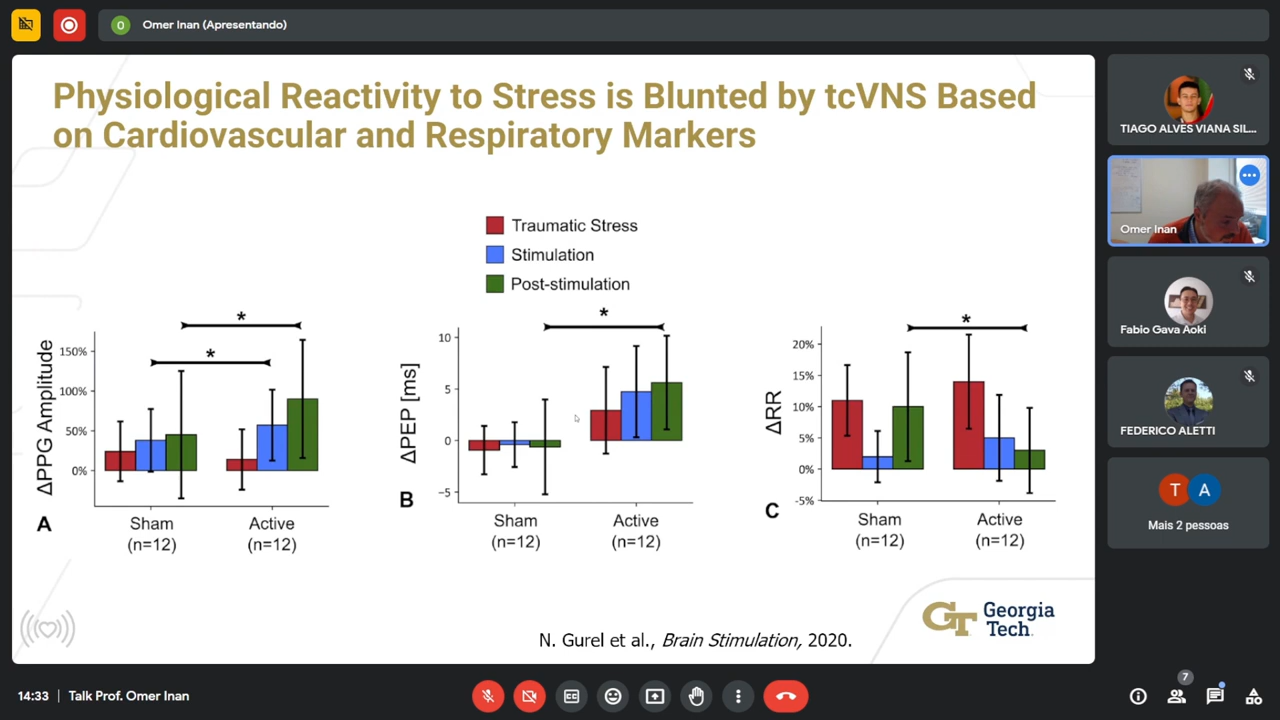 O Omer Inan (Apresentando)
Physiological Reactivity to Stress is Blunted by tcVNS Based
on Cardiovascular and Respiratory Markers
Traumatic Stress
Stimulation
Post-stimulation
ΔPPG Amplitude
150%
100%
50%
0%
*
*
A
Sham
(n=12)
Active
(n=12)
ΔPEP [ms]
10
5
0
−5
*
B
Sham
(n=12)
Active
(n=12)
ΔRR
20%
15%
10%
5%
0%
-5%
*
C
Sham
(n=12)
Active
(n=12)
N. Gurel et al., Brain Stimulation, 2020.
GT Georgia
Tech.
TIAGO ALVES VIANA SIL...
Omer Inan
Fabio Gava Aoki
FEDERICO ALETTI
T A
Mais 2 pessoas
14:33 | Talk Prof. Omer Inan
CC
7